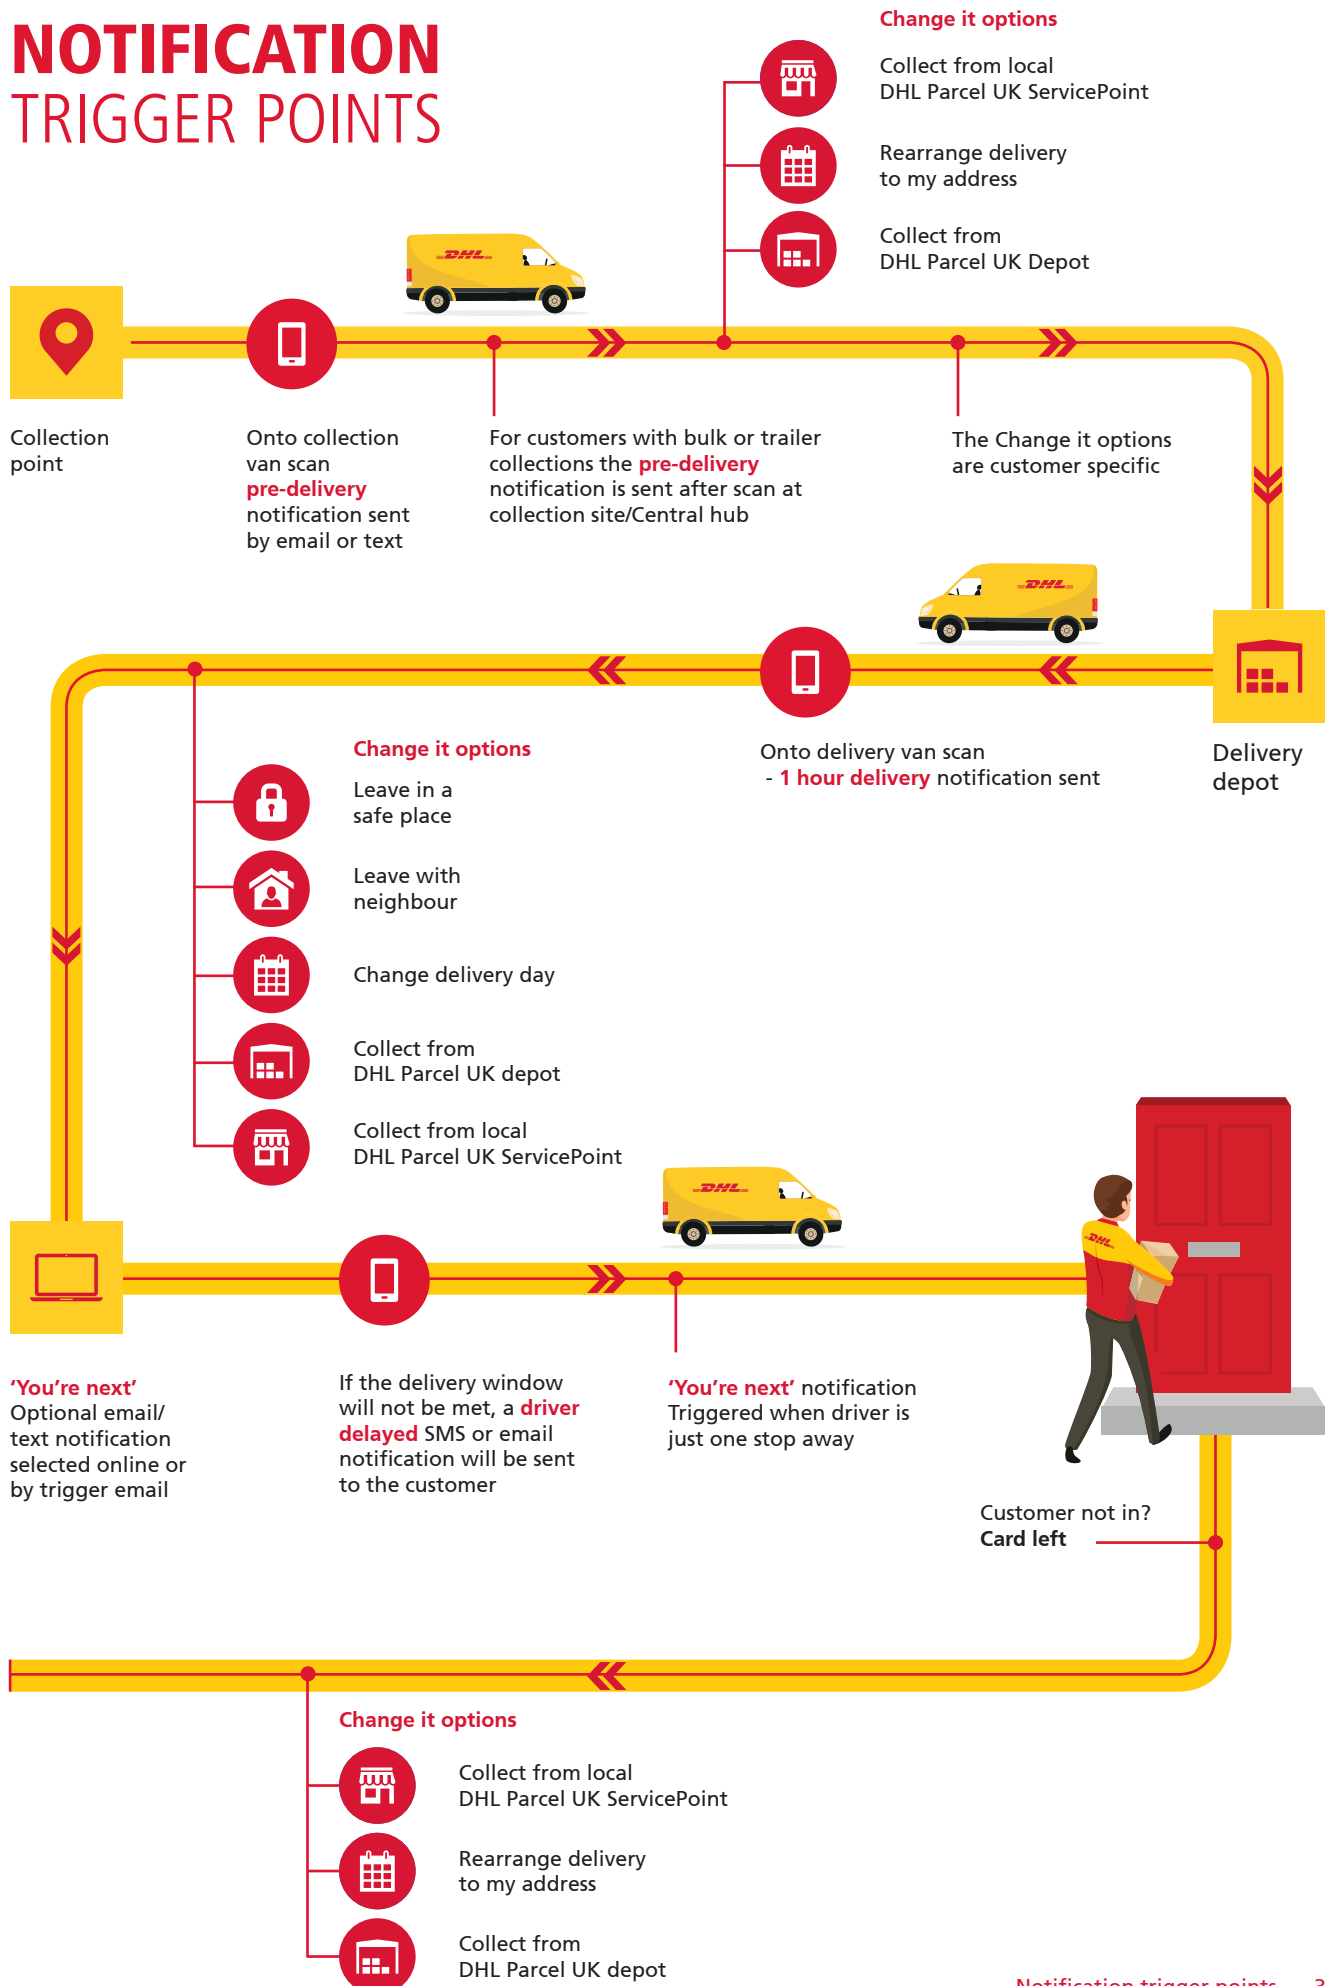 NOTIFICATION
TRIGGER POINTS
Change it options
Collect from local
DHL Parcel UK ServicePoint
Rearrange delivery
to my address
Collect from
DHL Parcel UK Depot
DHL
Collection
point
Onto collection
van scan
pre-delivery
notification sent
by email or text
For customers with bulk or trailer
collections the pre-delivery
notification is sent after scan at
collection site/Central hub
The Change it options
are customer specific
DHL
Delivery
depot
Onto delivery van scan
- 1 hour delivery notification sent
Change it options
Leave in a
safe place
Leave with
neighbour
Change delivery day
Collect from
DHL Parcel UK depot
Collect from local
DHL Parcel UK ServicePoint
DHL
DHL
‘You’re next’
Optional email/
text notification
selected online or
by trigger email
If the delivery window
will not be met, a driver
delayed SMS or email
notification will be sent
to the customer
‘You’re next’ notification
Triggered when driver is
just one stop away
Customer not in?
Card left
Change it options
Collect from local
DHL Parcel UK ServicePoint
Rearrange delivery
to my address
Collect from
DHL Parcel UK depot
Notification trigger points 3